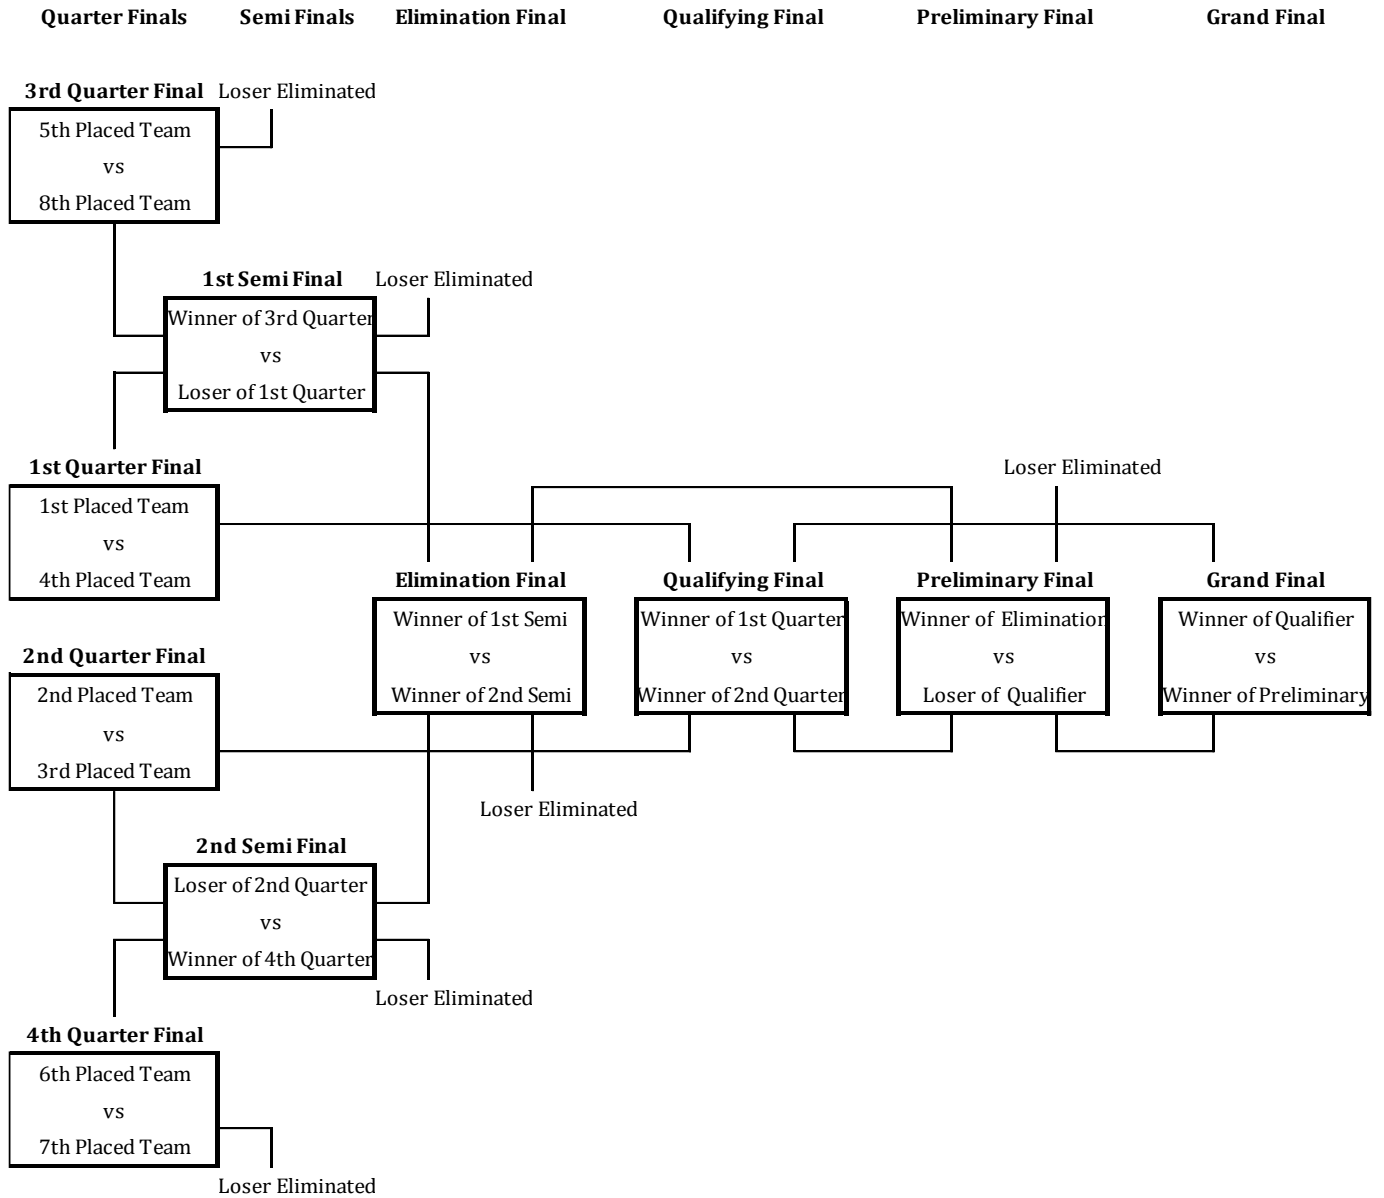 Quarter Finals Semi Finals Elimination Final Qualifying Final Preliminary Final Grand Final
3rd Quarter Final Loser Eliminated
5th Placed Team
vs
8th Placed Team
1st Semi Final Loser Eliminated
Winner of 3rd Quarter
vs
Loser of 1st Quarter
1st Quarter Final
1st Placed Team
vs
4th Placed Team
Loser Eliminated
Elimination Final
Winner of 1st Semi
vs
Winner of 2nd Semi
Loser Eliminated
Qualifying Final
Winner of 1st Quarter
vs
Winner of 2nd Quarter
Preliminary Final
Winner of Elimination
vs
Loser of Qualifier
Grand Final
Winner of Qualifier
vs
Winner of Preliminary
2nd Quarter Final
2nd Placed Team
vs
3rd Placed Team
2nd Semi Final
Loser of 2nd Quarter
vs
Winner of 4th Quarter
Loser Eliminated
4th Quarter Final
6th Placed Team
vs
7th Placed Team
Loser Eliminated